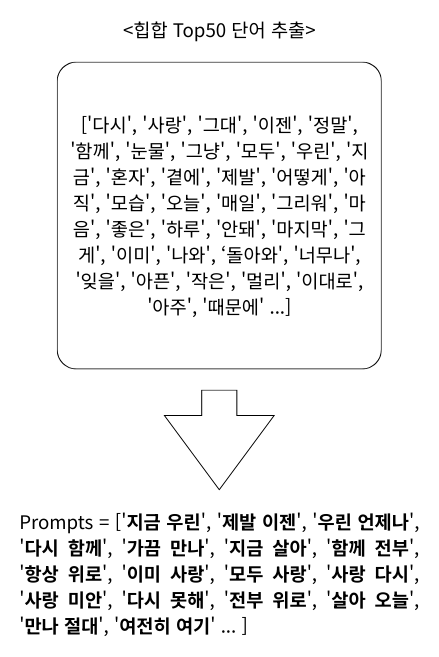 <힙합 Top50 단어 추출>
['다시', '사랑', '그대', '이젠', '정말',
'함께', '눈물', '그냥', '모두', '우린', '지
금', '혼자', '곁에', '제발', '어떻게', '아
직', '모습', '오늘', '매일', '그리워', '마
음', '좋은', '하루', '안돼', '마지막', '그
게', '이미', '나와', ‘돌아와', '너무나',
'잊을', '아픈', '작은', '멀리', '이대로',
'아주', '때문에' ...]
Prompts = ['지금 우린', '제발 이젠', '우린 언제나',
'다시 함께', '가끔 만나', '지금 살아', '함께 전부',
'항상 위로', '이미 사랑', '모두 사랑', '사랑 다시',
'사랑 미안', '다시 못해', '전부 위로', '살아 오늘',
'만나 절대', '여전히 여기' ... ]